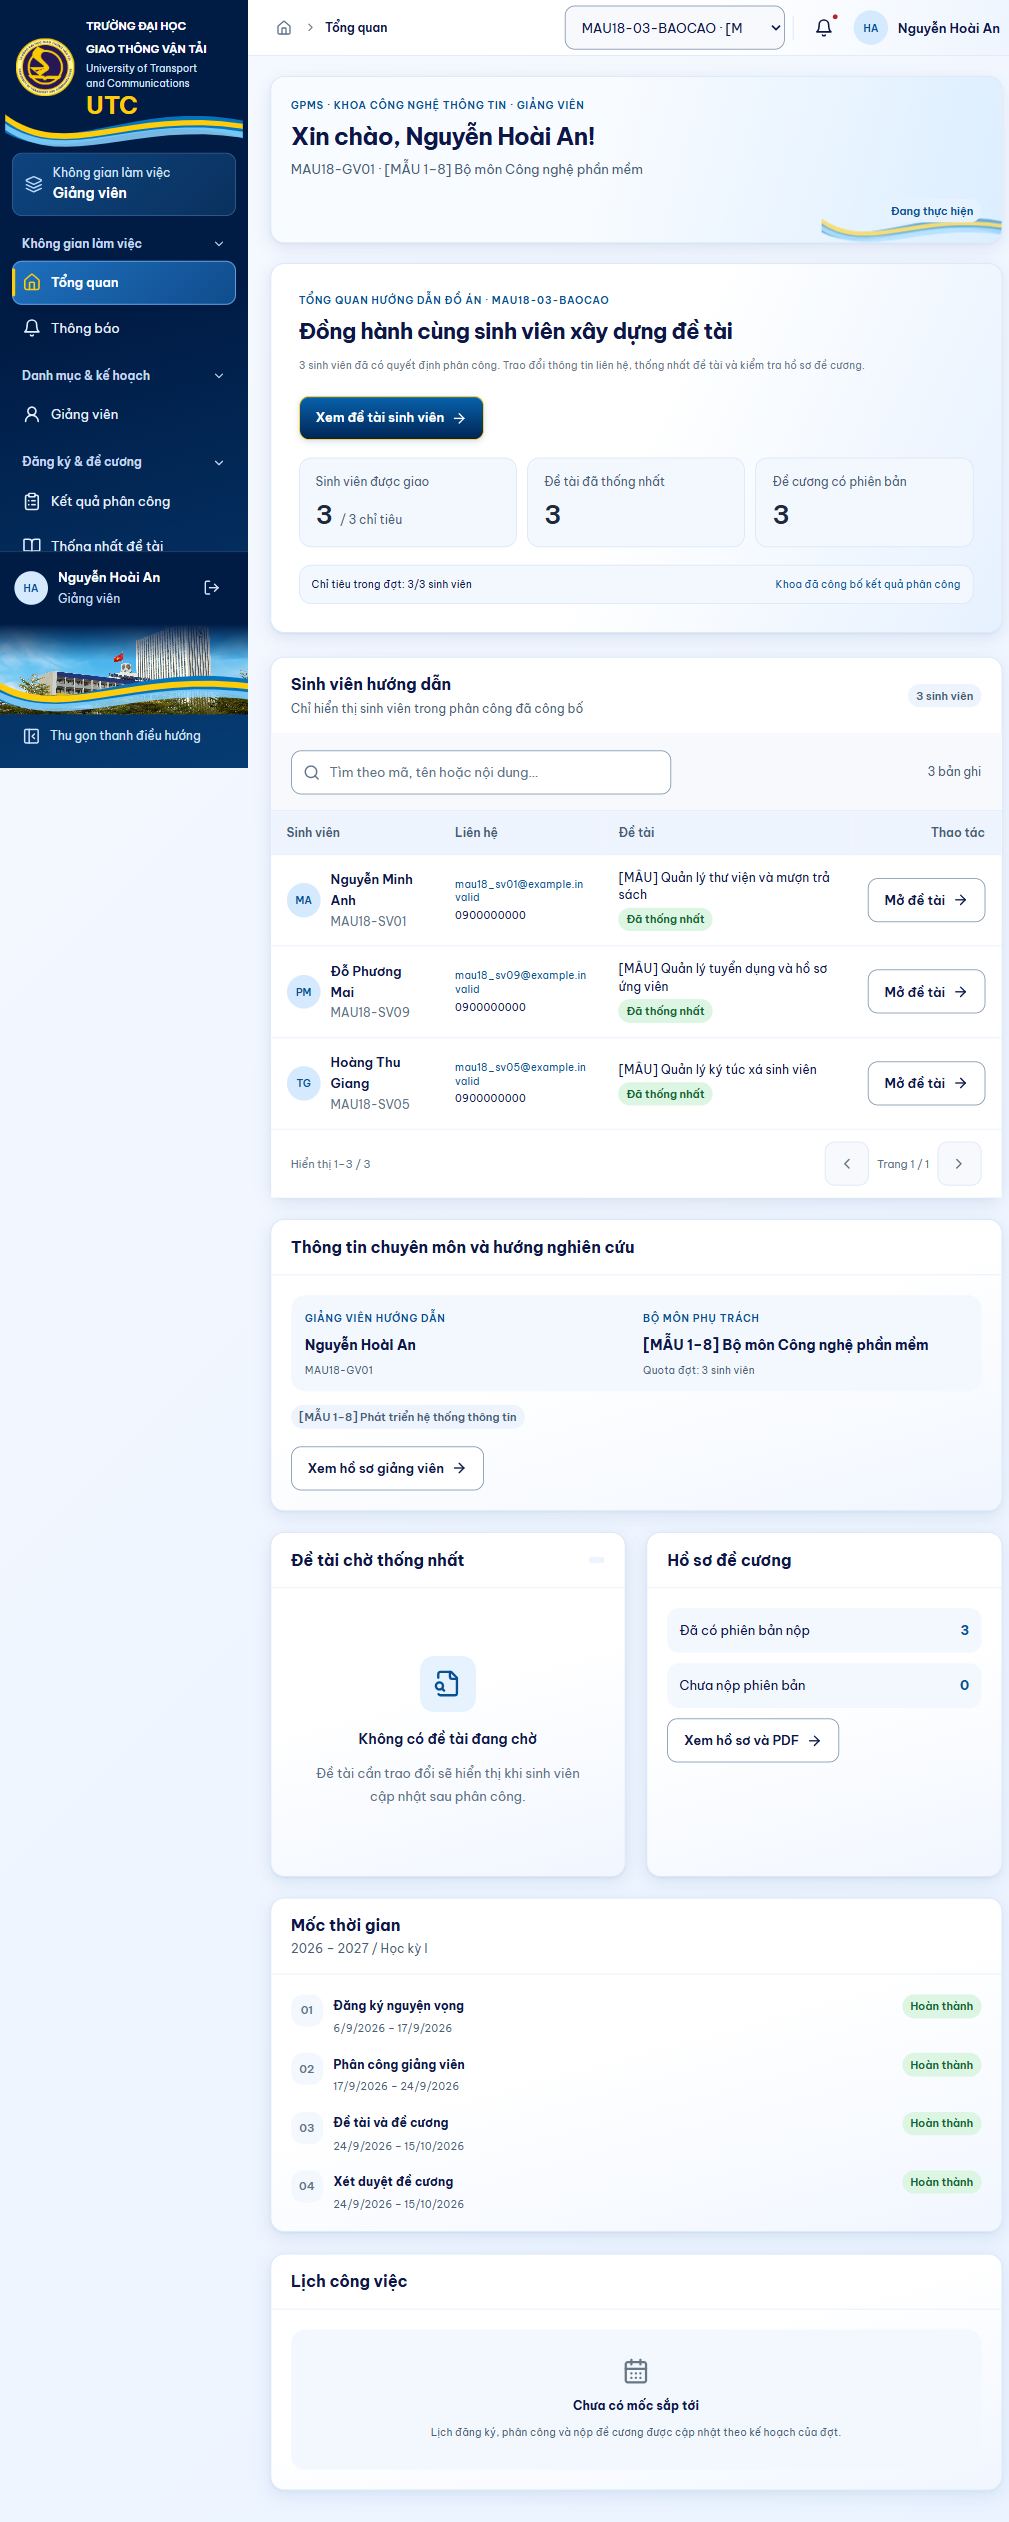 TRƯỜNG ĐẠI HỌC
GIAO THÔNG VẬN TẢI
University of Transport
and Communications
UTC
Không gian làm việc
Giảng viên
Không gian làm việc
Tổng quan
Thông báo
Danh mục & kế hoạch
Giảng viên
Đăng ký & đề cương
Kết quả phân công
Thống nhất đề tài
HA
Nguyễn Hoài An
Giảng viên
Thu gọn thanh điều hướng
Tổng quan
MAU18-03-BAOCAO · [M
HA
Nguyễn Hoài An
GPMS · KHOA CÔNG NGHỆ THÔNG TIN · GIẢNG VIÊN
Xin chào, Nguyễn Hoài An!
MAU18-GV01 · [MẪU 1-8] Bộ môn Công nghệ phần mềm
Đang thực hiện
TỔNG QUAN HƯỚNG DẪN ĐỒ ÁN · MAU18-03-BAOCAO
Đồng hành cùng sinh viên xây dựng đề tài
3 sinh viên đã có quyết định phân công. Trao đổi thông tin liên hệ, thống nhất đề tài và kiểm tra hồ sơ đề cương.
Xem đề tài sinh viên
Sinh viên được giao
3 / 3 chỉ tiêu
Đề tài đã thống nhất
3
Đề cương có phiên bản
3
Chỉ tiêu trong đợt: 3/3 sinh viên
Khoa đã công bố kết quả phân công
Sinh viên hướng dẫn
Chỉ hiển thị sinh viên trong phân công đã công bố
3 sinh viên
Tìm theo mã, tên hoặc nội dung...
3 bản ghi
Sinh viên
Liên hệ
Đề tài
Thao tác
MA
Nguyễn Minh
Anh
MAU18-SV01
mau18_sv01@example.in
valid
0900000000
[MẪU] Quản lý thư viện và mượn trả
sách
Đã thống nhất
Mở đề tài
PM
Đỗ Phương
Mai
MAU18-SV09
mau18_sv09@example.in
valid
0900000000
[MẪU] Quản lý tuyển dụng và hồ sơ
ứng viên
Đã thống nhất
Mở đề tài
TG
Hoàng Thu
Giang
MAU18-SV05
mau18_sv05@example.in
valid
0900000000
[MẪU] Quản lý ký túc xá sinh viên
Đã thống nhất
Mở đề tài
Hiển thị 1–3 / 3
Trang 1 / 1
Thông tin chuyên môn và hướng nghiên cứu
GIẢNG VIÊN HƯỚNG DẪN
Nguyễn Hoài An
MAU18-GV01
BỘ MÔN PHỤ TRÁCH
[MẪU 1-8] Bộ môn Công nghệ phần mềm
Quota đợt: 3 sinh viên
[MẪU 1-8] Phát triển hệ thống thông tin
Xem hồ sơ giảng viên
Đề tài chờ thống nhất
Không có đề tài đang chờ
Đề tài cần trao đổi sẽ hiển thị khi sinh viên
cập nhật sau phân công.
Hồ sơ đề cương
Đã có phiên bản nộp
3
Chưa nộp phiên bản
0
Xem hồ sơ và PDF
Mốc thời gian
2026 – 2027 / Học kỳ I
01
Đăng ký nguyện vọng
6/9/2026 – 17/9/2026
Hoàn thành
02
Phân công giảng viên
17/9/2026 – 24/9/2026
Hoàn thành
03
Đề tài và đề cương
24/9/2026 – 15/10/2026
Hoàn thành
04
Xét duyệt đề cương
24/9/2026 – 15/10/2026
Hoàn thành
Lịch công việc
Chưa có mốc sắp tới
Lịch đăng ký, phân công và nộp đề cương được cập nhật theo kế hoạch của đợt.